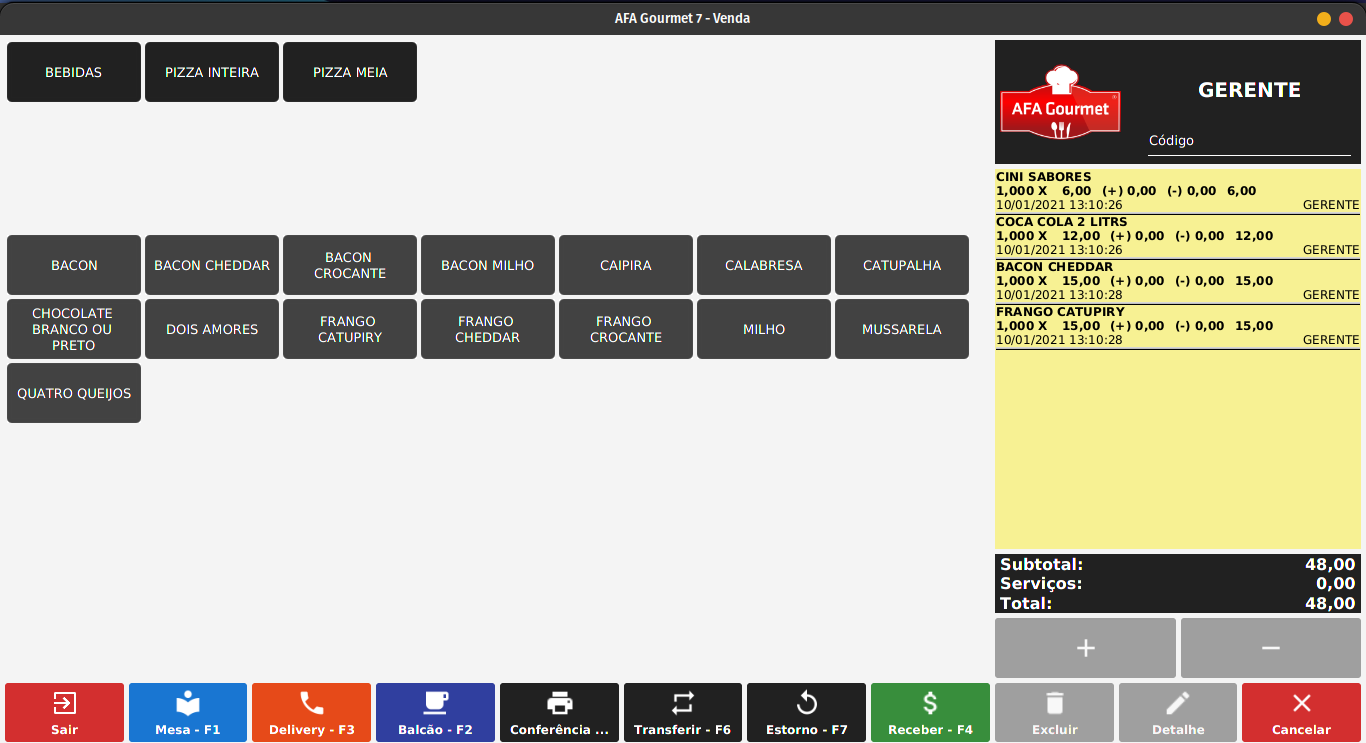 AFA Gourmet 7 - Venda
BEBIDAS
PIZZA INTEIRA
PIZZA MEIA
BACON
BACON CHEDDAR
BACON
CROCANTE
BACON MILHO
CAIPIRA
CALABRESA
CATUPALHA
CHOCOLATE
BRANCO OU
PRETO
DOIS AMORES
FRANGO
CATUPIRY
FRANGO
CHEDDAR
FRANGO
CROCANTE
MILHO
MUSSARELA
QUATRO QUEIJOS
AFA Gourmet ®
GERENTE
Código
CINI SABORES
1,000 X 6,00 (+) 0,00 (-) 0,00 6,00
10/01/2021 13:10:26 GERENTE
COCA COLA 2 LITRS
1,000 X 12,00 (+) 0,00 (-) 0,00 12,00
10/01/2021 13:10:26 GERENTE
BACON CHEDDAR
1,000 X 15,00 (+) 0,00 (-) 0,00 15,00
10/01/2021 13:10:28 GERENTE
FRANGO CATUPIRY
1,000 X 15,00 (+) 0,00 (-) 0,00 15,00
10/01/2021 13:10:28 GERENTE
Subtotal: 48,00
Serviços: 0,00
Total: 48,00
+
−
Sair
Mesa - F1
Delivery - F3
Balcão - F2
Conferência ...
Transferir - F6
Estorno - F7
$
Receber - F4
Excluir
Detalhe
Cancelar